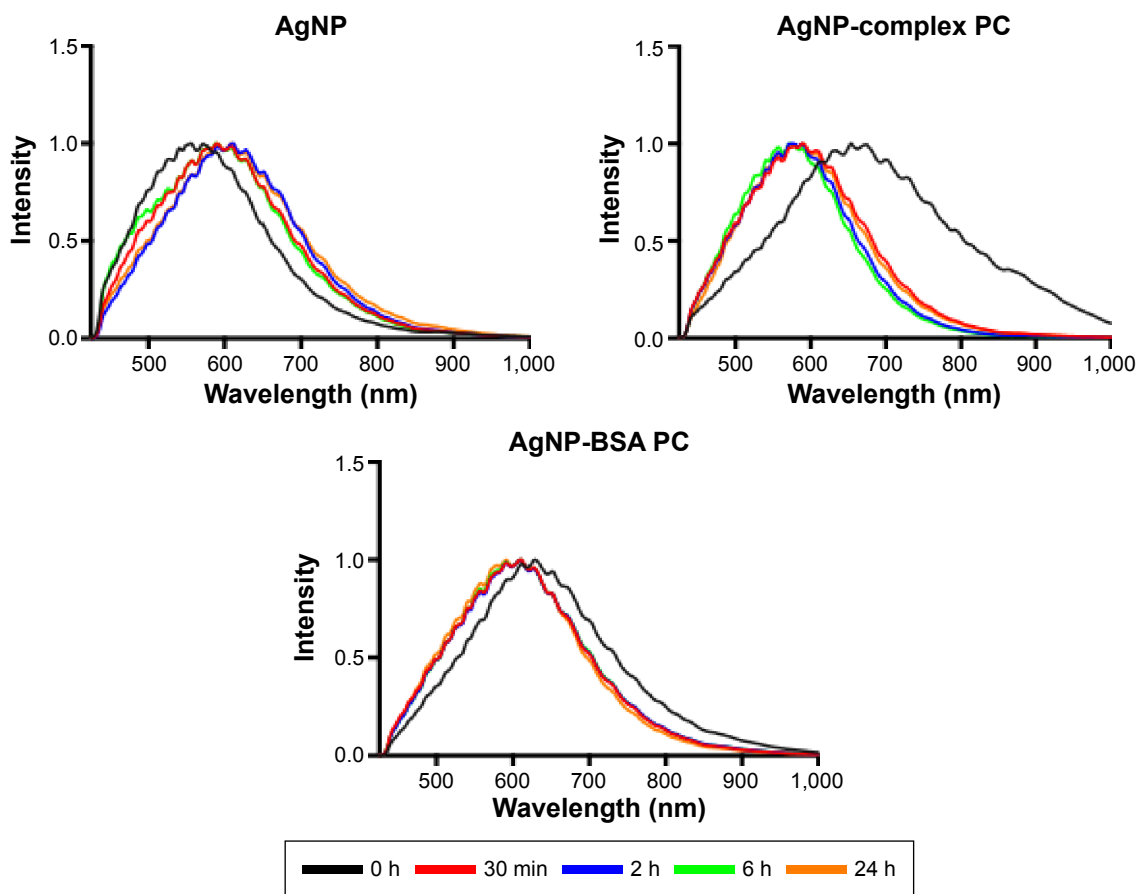 AgNP
1.5
1.0
0.5
0.0
Intensity
500 600 700 800 900 1,000
Wavelength (nm)
AgNP-complex PC
1.5
1.0
0.5
0.0
Intensity
500 600 700 800 900 1,000
Wavelength (nm)
AgNP-BSA PC
1.5
1.0
0.5
0.0
Intensity
500 600 700 800 900 1,000
Wavelength (nm)
0 h 30 min 2 h 6 h 24 h